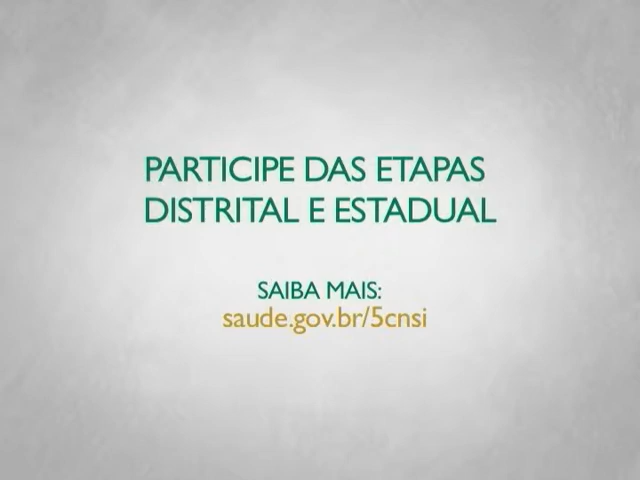 PARTICIPE DAS ETAPAS
DISTRITAL E ESTADUAL
SAIBA MAIS:
saude.gov.br/5cnsi